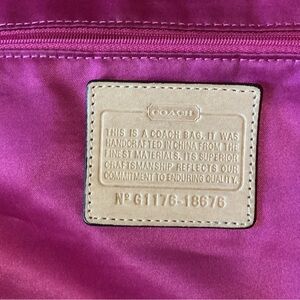 COACH
THIS IS A COACH BAG. IT WAS
HANDCRAFTED IN CHINA FROM THE
FINEST MATERIALS. ITS SUPERIOR
CRAFTSMANSHIP REFLECTS OUR
COMMITMENT TO ENDURING QUALITY.
Nº G1176-18676